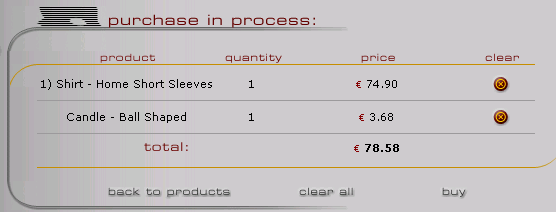 purchase in process:
product quantity price clear
1) Shirt - Home Short Sleeves 1 € 74.90
Candle - Ball Shaped 1 € 3.68
total: € 78.58
back to products clear all buy